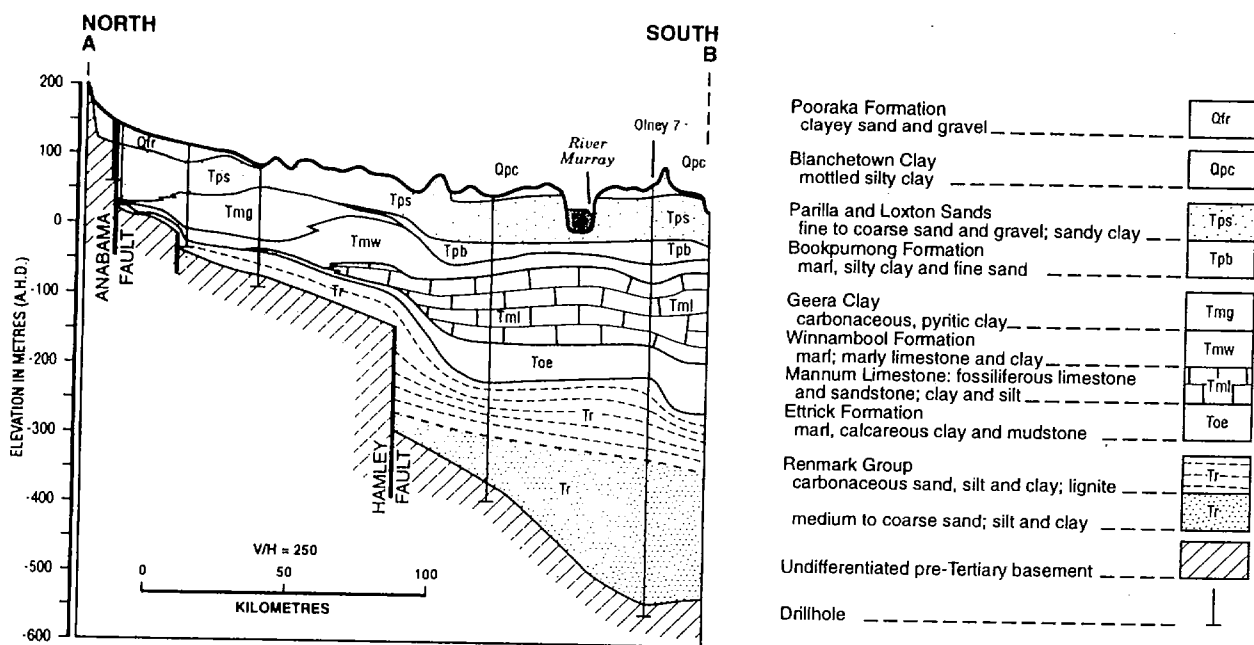 NORTH
A
SOUTH
B
200
100
0
-100
-200
-300
-400
-500
-600
ELEVATION IN METRES (A.H.D.)
ANABAMA
FAULT
HAMLEY
FAULT
Qfr
Tps
Tmg
Tps
Tmw
Tpb
Tr
Qpc
River
Murray
Olney 7
Qpc
Tps
Tpb
Tml
Tml
Toe
Tr
Tr
V/H = 250
0 50 100
KILOMETRES
Pooraka Formation
clayey sand and gravel
Qfr
Blanchetown Clay
mottled silty clay
Qpc
Parilla and Loxton Sands
fine to coarse sand and gravel; sandy clay
Tps
Bookpurnong Formation
marl, silty clay and fine sand
Tpb
Geera Clay
carbonaceous, pyritic clay
Tmg
Winnambool Formation
marl; marly limestone and clay
Tmw
Mannum Limestone: fossiliferous limestone
and sandstone; clay and silt
Tml
Ettrick Formation
marl, calcareous clay and mudstone
Toe
Renmark Group
carbonaceous sand, silt and clay; lignite
Tr
medium to coarse sand; silt and clay
Tr
Undifferentiated pre-Tertiary basement
Drillhole